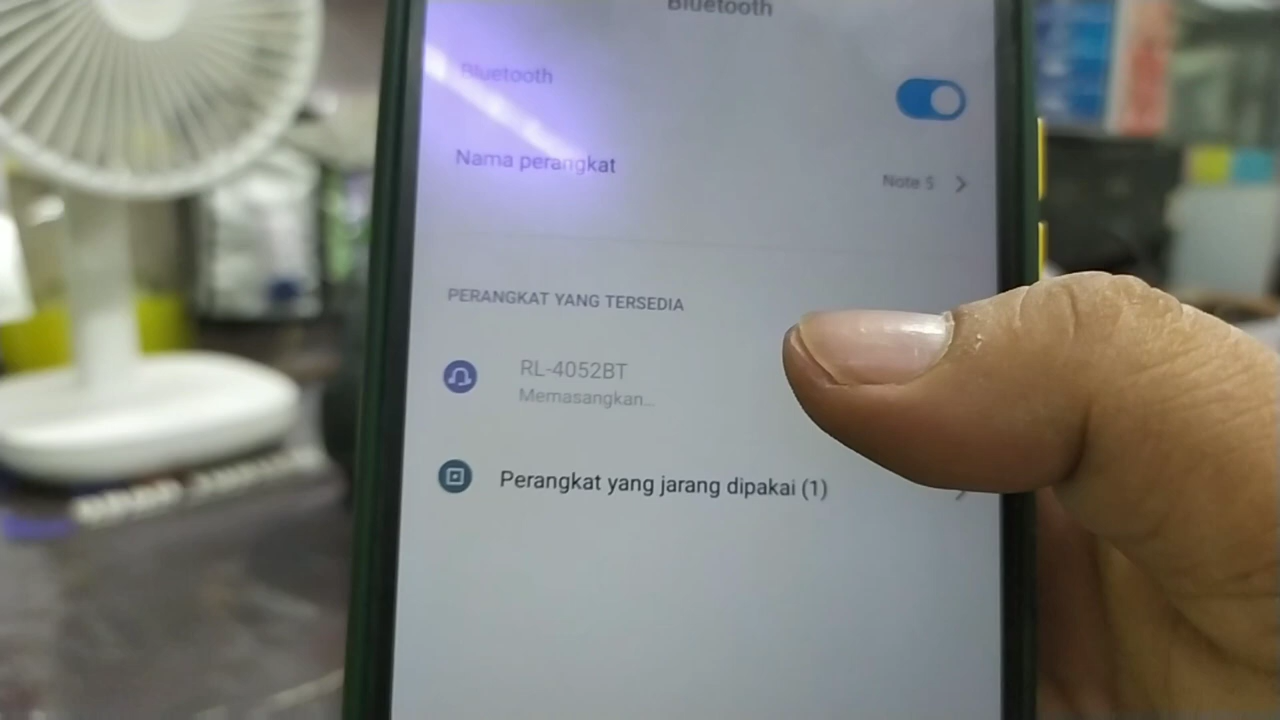 Bluetooth
Bluetooth
Nama perangkat
Note 5
PERANGKAT YANG TERSEDIA
RL-4052BT
Memasangkan...
Perangkat yang jarang dipakai (1)